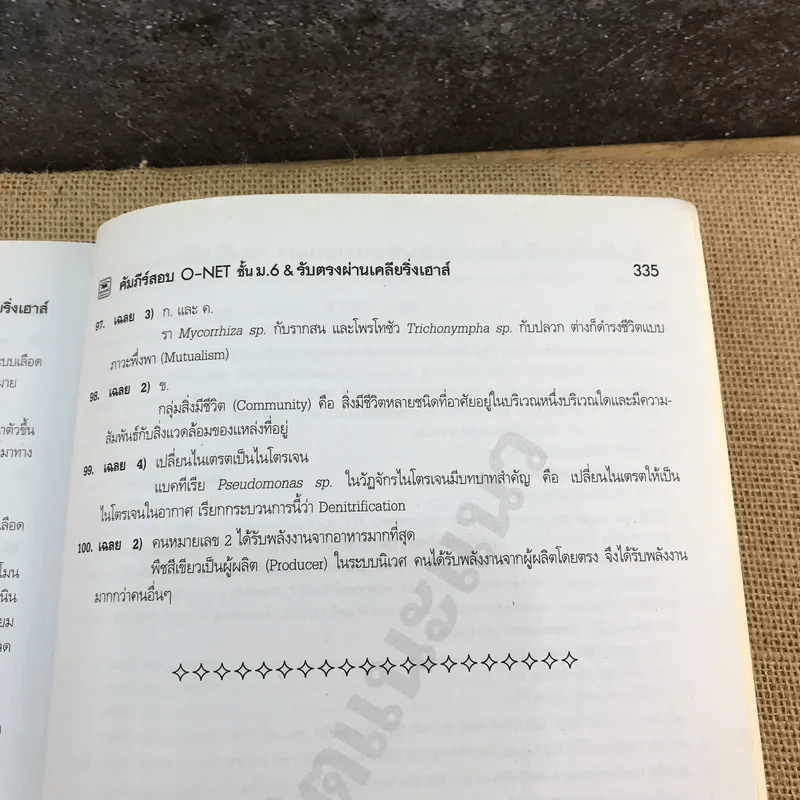 คัมภีร์สอบ O-NET ชั้น ม.6 & รับตรงผ่านเคลียริ่งเฮาส์ 335
97. เฉลย 3) ก. และ ค.
รา Mycorrhiza sp. กับรากสน และโพรโทซัว Trichonympha sp. กับปลวก ต่างก็ดำรงชีวิตแบบ
ภาวะพึ่งพา (Mutualism)
98. เฉลย 2) ข.
กลุ่มสิ่งมีชีวิต (Community) คือ สิ่งมีชีวิตหลายชนิดที่อาศัยอยู่ในบริเวณหนึ่งบริเวณใดและมีความ-
สัมพันธ์กับสิ่งแวดล้อมของแหล่งที่อยู่
99. เฉลย 4) เปลี่ยนไนเตรตเป็นไนโตรเจน
แบคทีเรีย Pseudomonas sp. ในวัฏจักรไนโตรเจนมีบทบาทสำคัญ คือ เปลี่ยนไนเตรตให้เป็น
ไนโตรเจนในอากาศ เรียกกระบวนการนี้ว่า Denitrification
100. เฉลย 2) คนหมายเลข 2 ได้รับพลังงานจากอาหารมากที่สุด
พืชสีเขียวเป็นผู้ผลิต (Producer) ในระบบนิเวศ คนได้รับพลังงานจากผู้ผลิตโดยตรง จึงได้รับพลังงาน
มากกว่าคนอื่นๆ